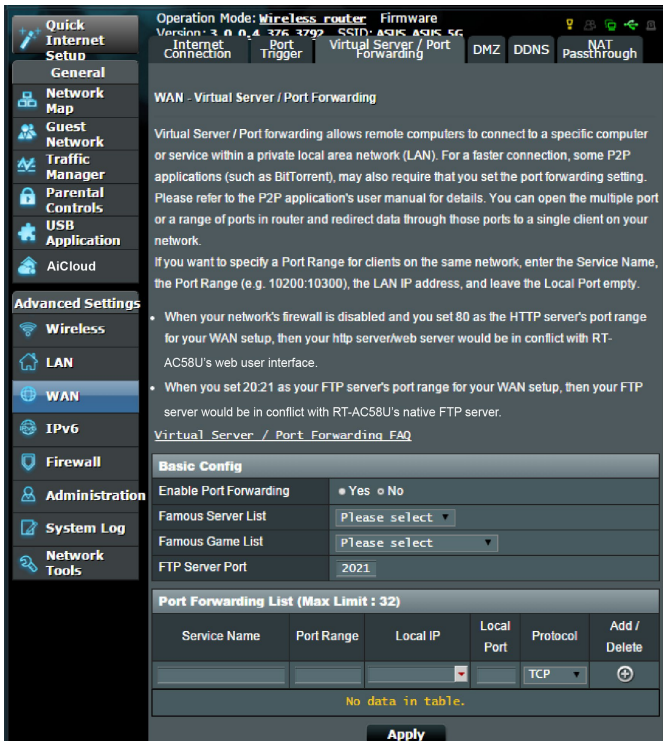 Quick
Internet
Setup
General
Network
Map
Guest
Network
Traffic
Manager
Parental
Controls
USB
Application
AiCloud
Advanced Settings
Wireless
LAN
WAN
IPv6
Firewall
Administration
System Log
Network
Tools
Operation Mode: Wireless router Firmware
Version: 3.0.0.4.376.3792 SSID: ASUS ASUS_5G
Internet
Connection
Port
Trigger
Virtual Server / Port
Forwarding
DMZ
DDNS
NAT
Passthrough
WAN - Virtual Server / Port Forwarding
Virtual Server / Port forwarding allows remote computers to connect to a specific computer
or service within a private local area network (LAN). For a faster connection, some P2P
applications (such as BitTorrent), may also require that you set the port forwarding setting.
Please refer to the P2P application's user manual for details. You can open the multiple port
or a range of ports in router and redirect data through those ports to a single client on your
network.
If you want to specify a Port Range for clients on the same network, enter the Service Name,
the Port Range (e.g. 10200:10300), the LAN IP address, and leave the Local Port empty.
• When your network's firewall is disabled and you set 80 as the HTTP server's port range
for your WAN setup, then your http server/web server would be in conflict with RT-
AC58U's web user interface.
• When you set 20:21 as your FTP server's port range for your WAN setup, then your FTP
server would be in conflict with RT-AC58U's native FTP server.
Virtual Server / Port Forwarding FAQ
Basic Config
Enable Port Forwarding Yes No
Famous Server List Please select
Famous Game List Please select
FTP Server Port 2021
Port Forwarding List (Max Limit : 32)
Service Name Port Range Local IP Local Port Protocol Add / Delete
TCP
No data in table.
Apply